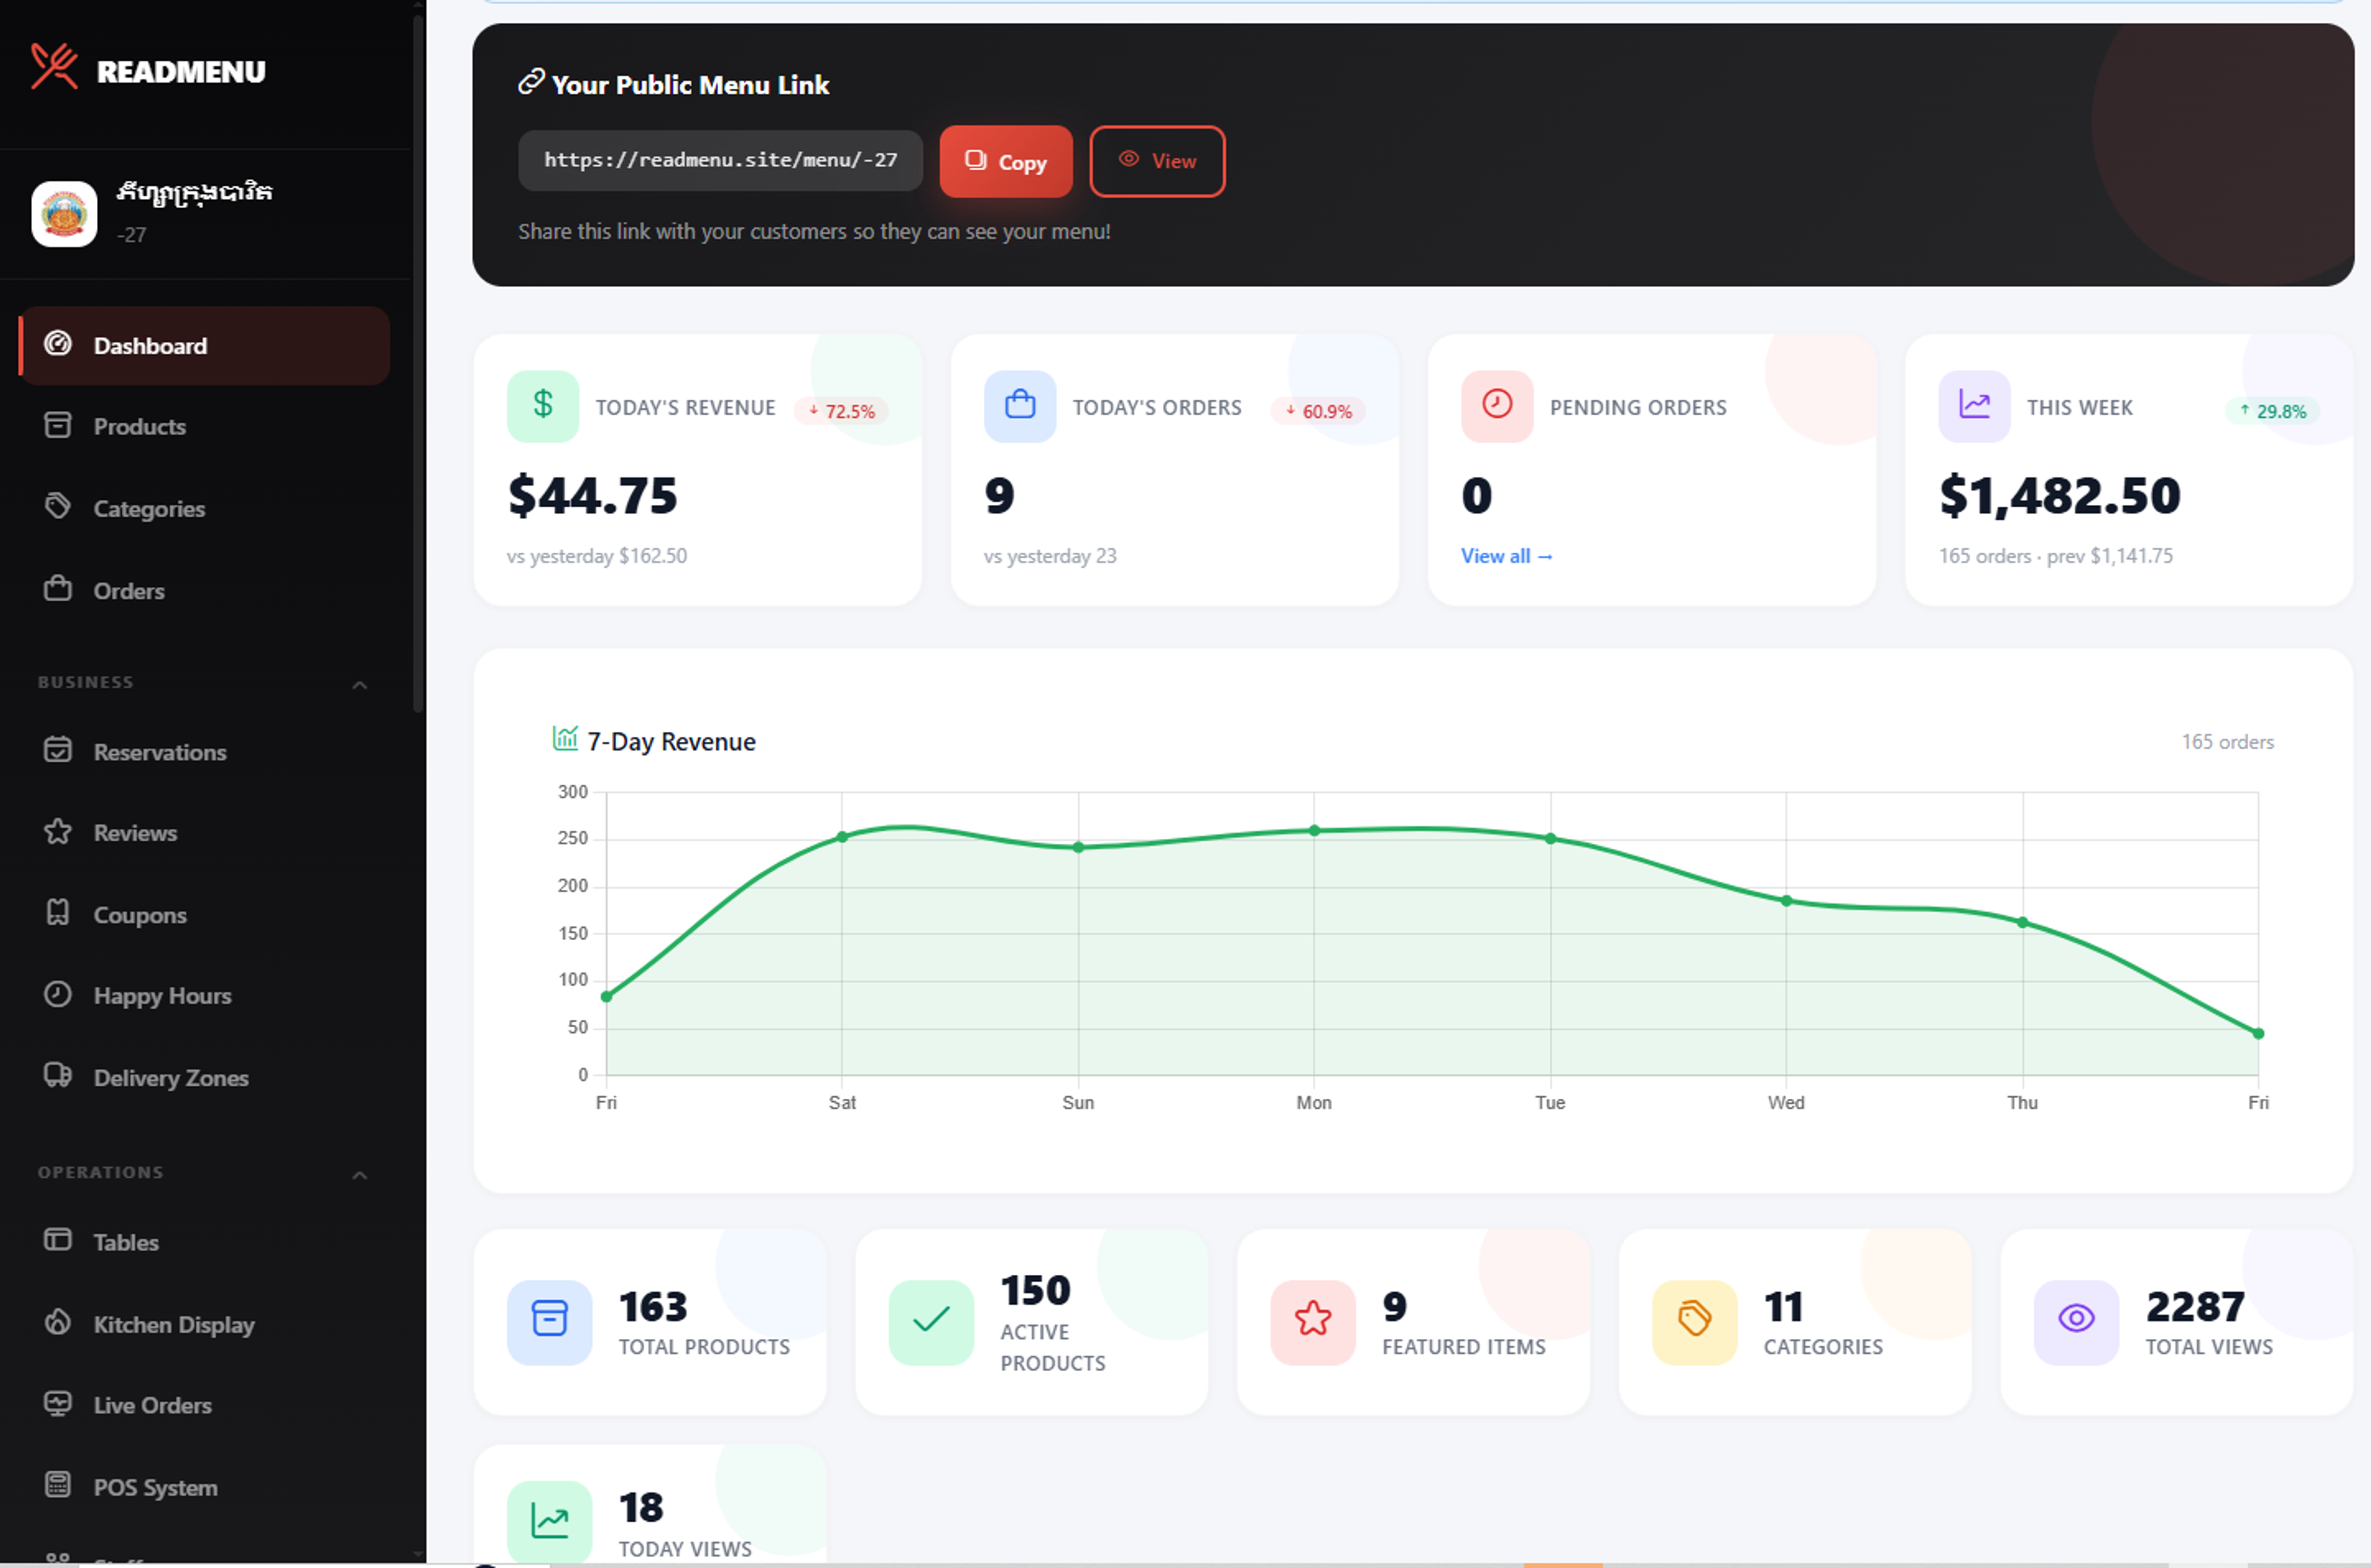 READMENU
ភីហ្សាក្រុងបារិត
-27
Dashboard
Products
Categories
Orders
BUSINESS
Reservations
Reviews
Coupons
Happy Hours
Delivery Zones
OPERATIONS
Tables
Kitchen Display
Live Orders
POS System
Your Public Menu Link
https://readmenu.site/menu/-27
Copy
View
Share this link with your customers so they can see your menu!
$ TODAY'S REVENUE ↓ 72.5%
$44.75
vs yesterday $162.50
TODAY'S ORDERS ↓ 60.9%
9
vs yesterday 23
PENDING ORDERS
0
View all →
THIS WEEK ↑ 29.8%
$1,482.50
165 orders · prev $1,141.75
7-Day Revenue
165 orders
300
250
200
150
100
50
0
Fri Sat Sun Mon Tue Wed Thu Fri
163
TOTAL PRODUCTS
150
ACTIVE
PRODUCTS
9
FEATURED ITEMS
11
CATEGORIES
2287
TOTAL VIEWS
18
TODAY VIEWS